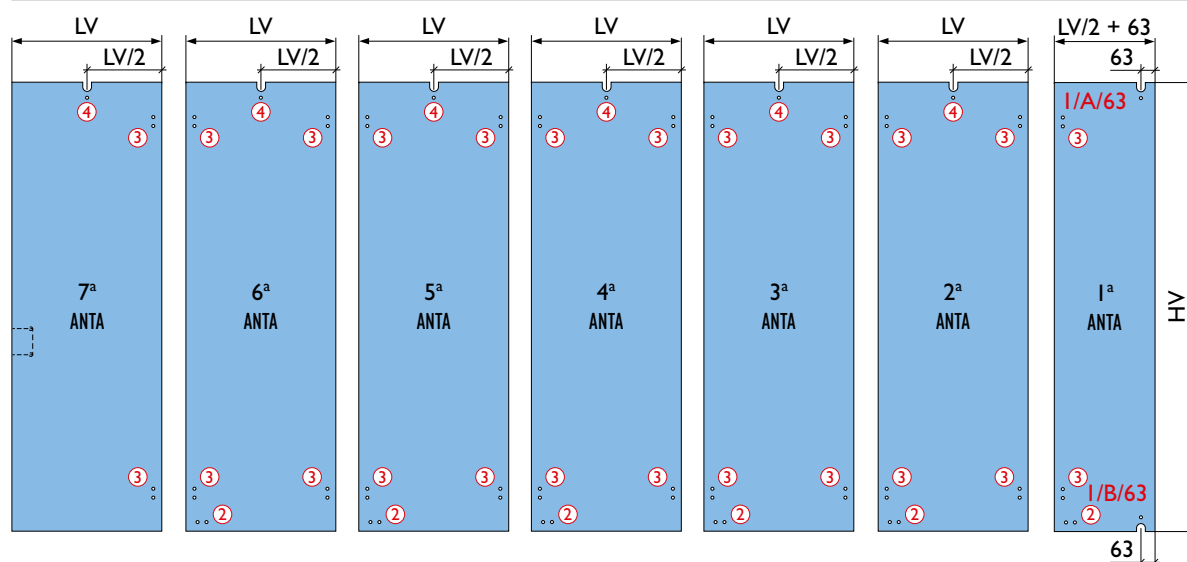 LV LV LV LV LV LV LV/2 + 63
LV/2 LV/2 LV/2 LV/2 LV/2 LV/2 63
4 4 4 4 4 4 1/A/63
3 3 3 3 3 3 3 3 3 3 3 3
7ª 6ª 5ª 4ª 3ª 2ª 1ª
ANTA ANTA ANTA ANTA ANTA ANTA ANTA
HV
3 3 3 3 3 3 3 3 3 3 3 3
1/B/63
2 2 2 2 2 2
63